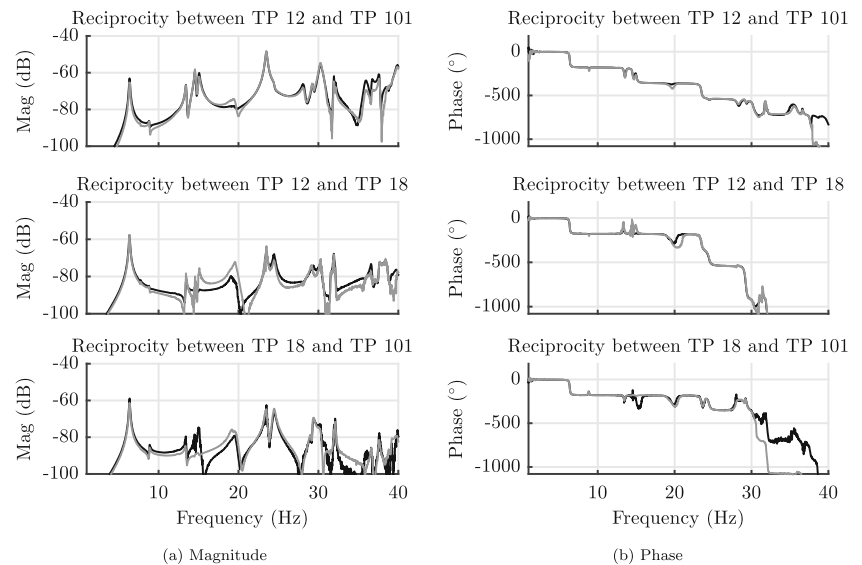 Reciprocity between TP 12 and TP 101
-40
-60
-80
-100
Mag (dB)
Reciprocity between TP 12 and TP 18
-40
-60
-80
-100
Mag (dB)
Reciprocity between TP 18 and TP 101
-40
-60
-80
-100
Mag (dB)
10 20 30 40
Frequency (Hz)
(a) Magnitude
Reciprocity between TP 12 and TP 101
0
-500
-1000
Phase (°)
Reciprocity between TP 12 and TP 18
0
-500
-1000
Phase (°)
Reciprocity between TP 18 and TP 101
0
-500
-1000
Phase (°)
10 20 30 40
Frequency (Hz)
(b) Phase